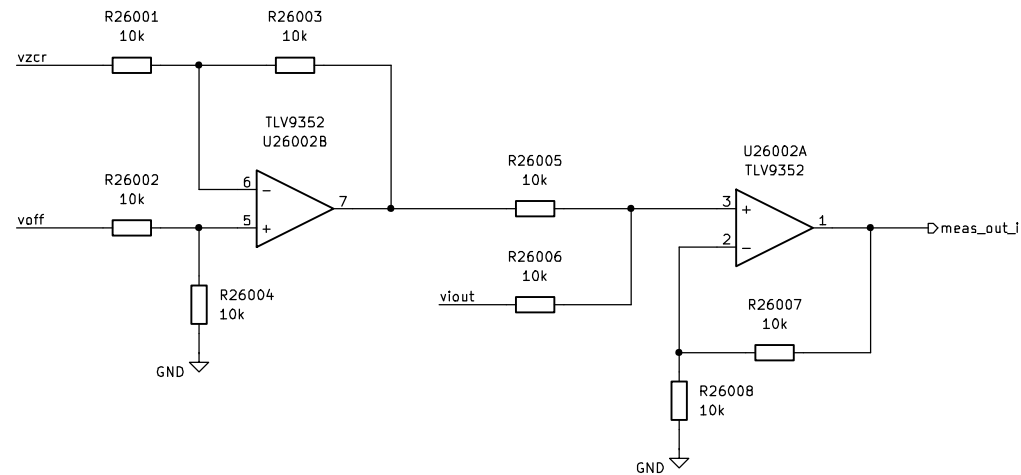 R26001
10k
R26003
10k
vzcr
TLV9352
U26002B
R26002
10k
6
−
7
voff
5
+
R26004
10k
GND
R26005
10k
R26006
10k
viout
U26002A
TLV9352
3
+
1
2
−
meas_out_i
R26007
10k
R26008
10k
GND